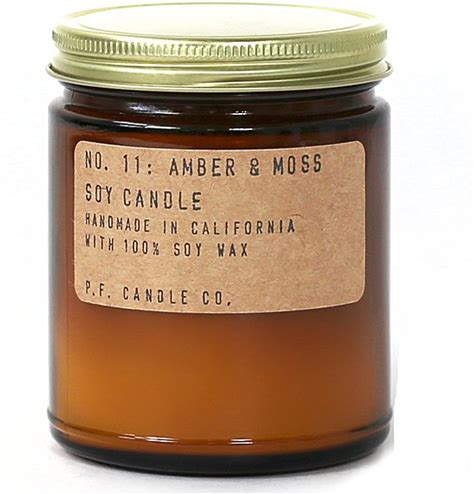 NO. 11: AMBER & MOSS
SOY CANDLE
HANDMADE IN CALIFORNIA
WITH 100% SOY WAX
P.F. CANDLE CO.